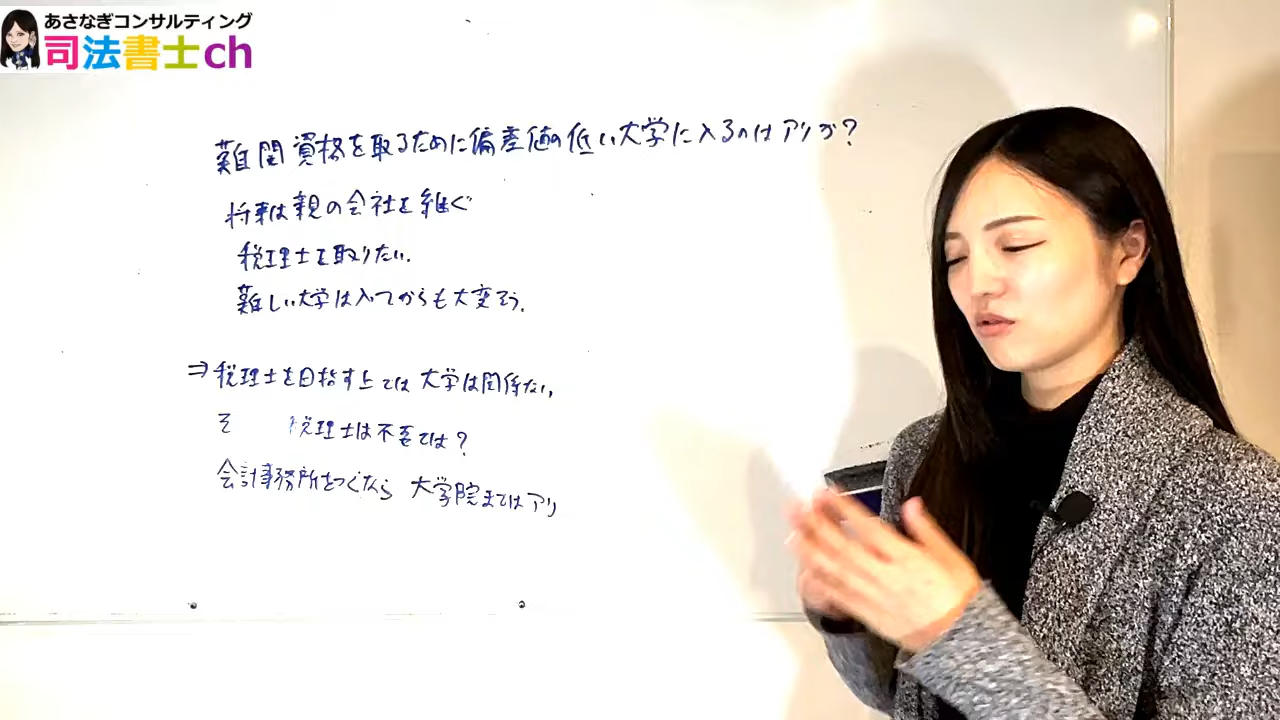 あさなぎコンサルティング
司法書士ch
難関資格を取るために偏差値の低い大学に入るのはアリか?
将来は親の会社を継ぐ
税理士を取りたい。
難しい大学は入ってからも大変そう。
⇒税理士を目指す上では大学は関係ない。
そ 税理士は不要では?
会計事務所をつぐなら 大学院まではアリ